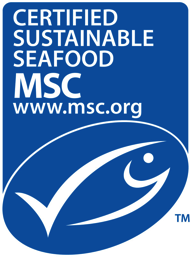 CERTIFIED
SUSTAINABLE
SEAFOOD
MSC
www.msc.org
TM